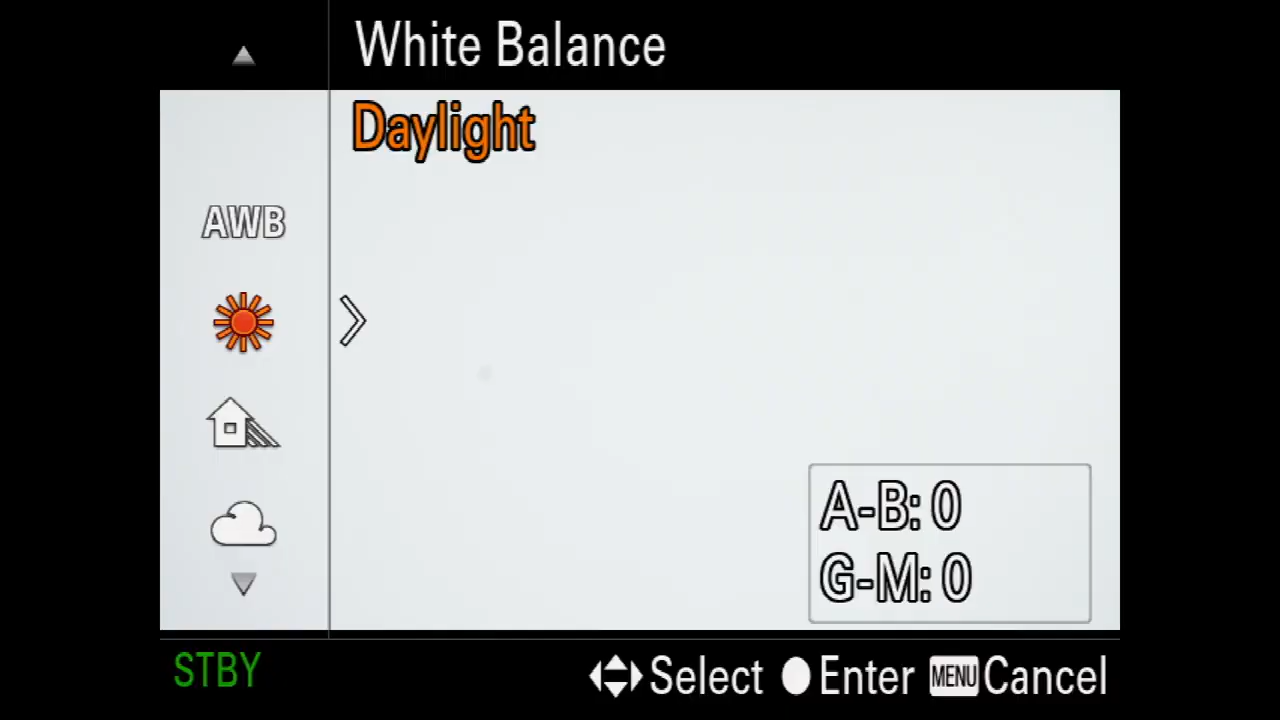 White Balance
Daylight
AWB
A-B: 0
G-M: 0
STBY
Select Enter MENU Cancel